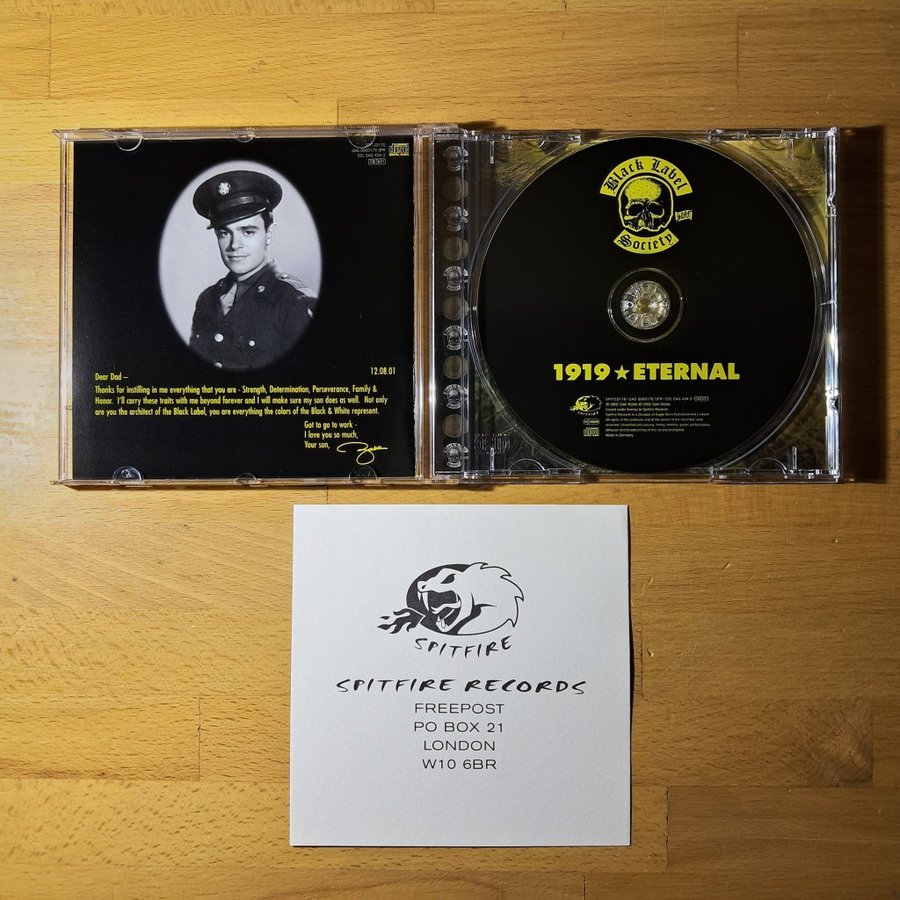 Dear Dad –
12.08.01
Thanks for instilling in me everything that you are - Strength, Determination, Perseverance, Family &
Honor. I'll carry these traits with me beyond forever and I will make sure my son does as well. Not only
are you the architect of the Black Label, you are everything the colors of the Black & White represent.
Got to go to work -
I love you so much,
Your son,
Black Label
Society
1919 ★ ETERNAL
SPITFIRE
SPITFIRE RECORDS
FREEPOST
PO BOX 21
LONDON
W10 6BR